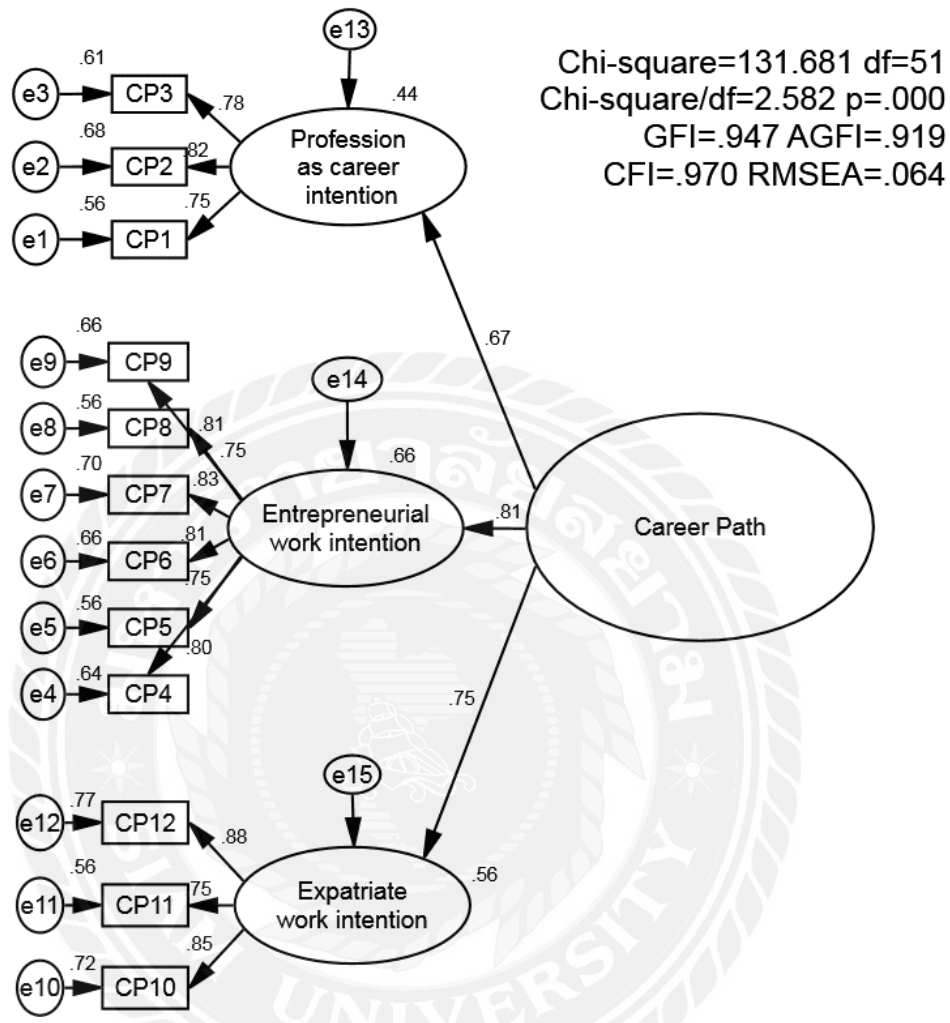 Chi-square=131.681 df=51
Chi-square/df=2.582 p=.000
GFI=.947 AGFI=.919
CFI=.970 RMSEA=.064
e13
.44
Profession
as career
intention
.61
e3
CP3
.78
.68
e2
CP2
.82
.56
e1
CP1
.75
.67
.66
e9
CP9
.81
.56
e8
CP8
.75
.70
e7
CP7
.83
.66
e6
CP6
.81
.56
e5
CP5
.75
.64
e4
CP4
.80
e14
.66
Entrepreneurial
work intention
.81
Career Path
.75
e15
.56
Expatriate
work intention
.77
e12
CP12
.88
.56
e11
CP11
.75
.72
e10
CP10
.85
UNIVERSITY